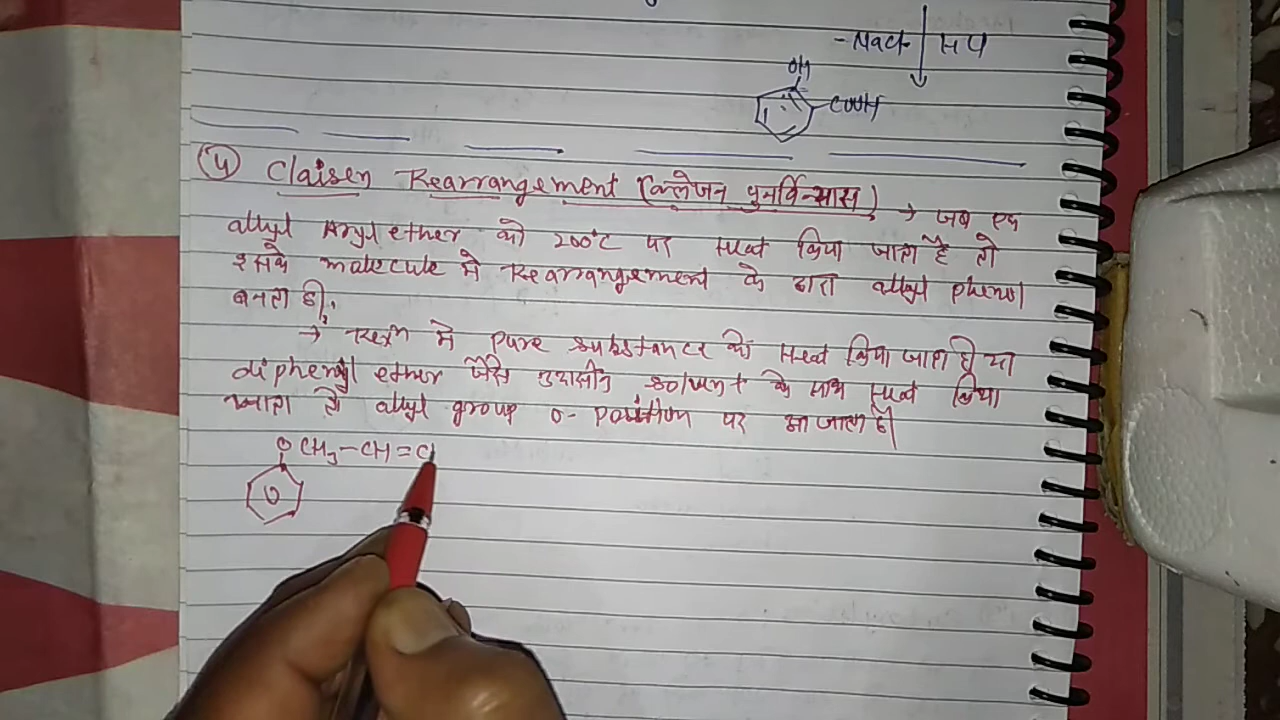 -NaCl HCl
OH
COOH
(4) Claisen Rearrangement (क्लेजन पुनर्विन्यास) → जब एक
allyl Aryl ether को 200°C पर Heat किया जाता है तो
इसके molecule मे Rearrangement के द्वारा allyl phenol
बनता है।
→ Rexn मे Pure substance को Heat किया जाता है या
diphenyl ether जैसे उदासीन solvent के साथ Heat किया
जाता है allyl group o- position पर आ जाता है।
O CH2-CH=C